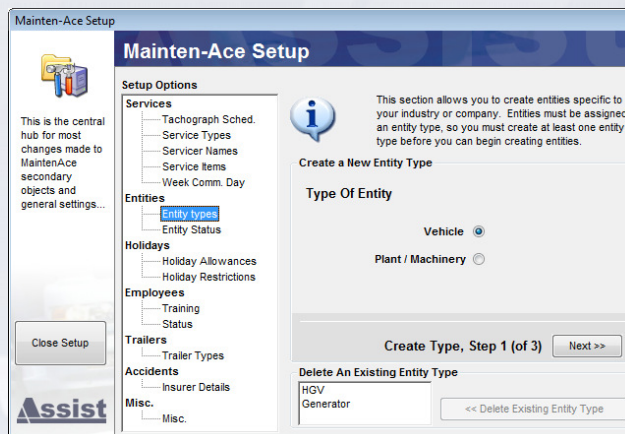 Mainten-Ace Setup
Mainten-Ace Setup
This is the central
hub for most
changes made to
MaintenAce
secondary
objects and
general settings...
Close Setup
Assist
Setup Options
Services
Tachograph Sched.
Service Types
Servicer Names
Service Items
Week Comm. Day
Entities
Entity types
Entity Status
Holidays
Holiday Allowances
Holiday Restrictions
Employees
Training
Status
Trailers
Trailer Types
Accidents
Insurer Details
Misc.
Misc.
This section allows you to create entities specific to
your industry or company. Entities must be assigned
an entity type, so you must create at least one entity
type before you can begin creating entities.
Create a New Entity Type
Type Of Entity
Vehicle
Plant / Machinery
Create Type, Step 1 (of 3)
Next >>
Delete An Existing Entity Type
HGV
Generator
<< Delete Existing Entity Type